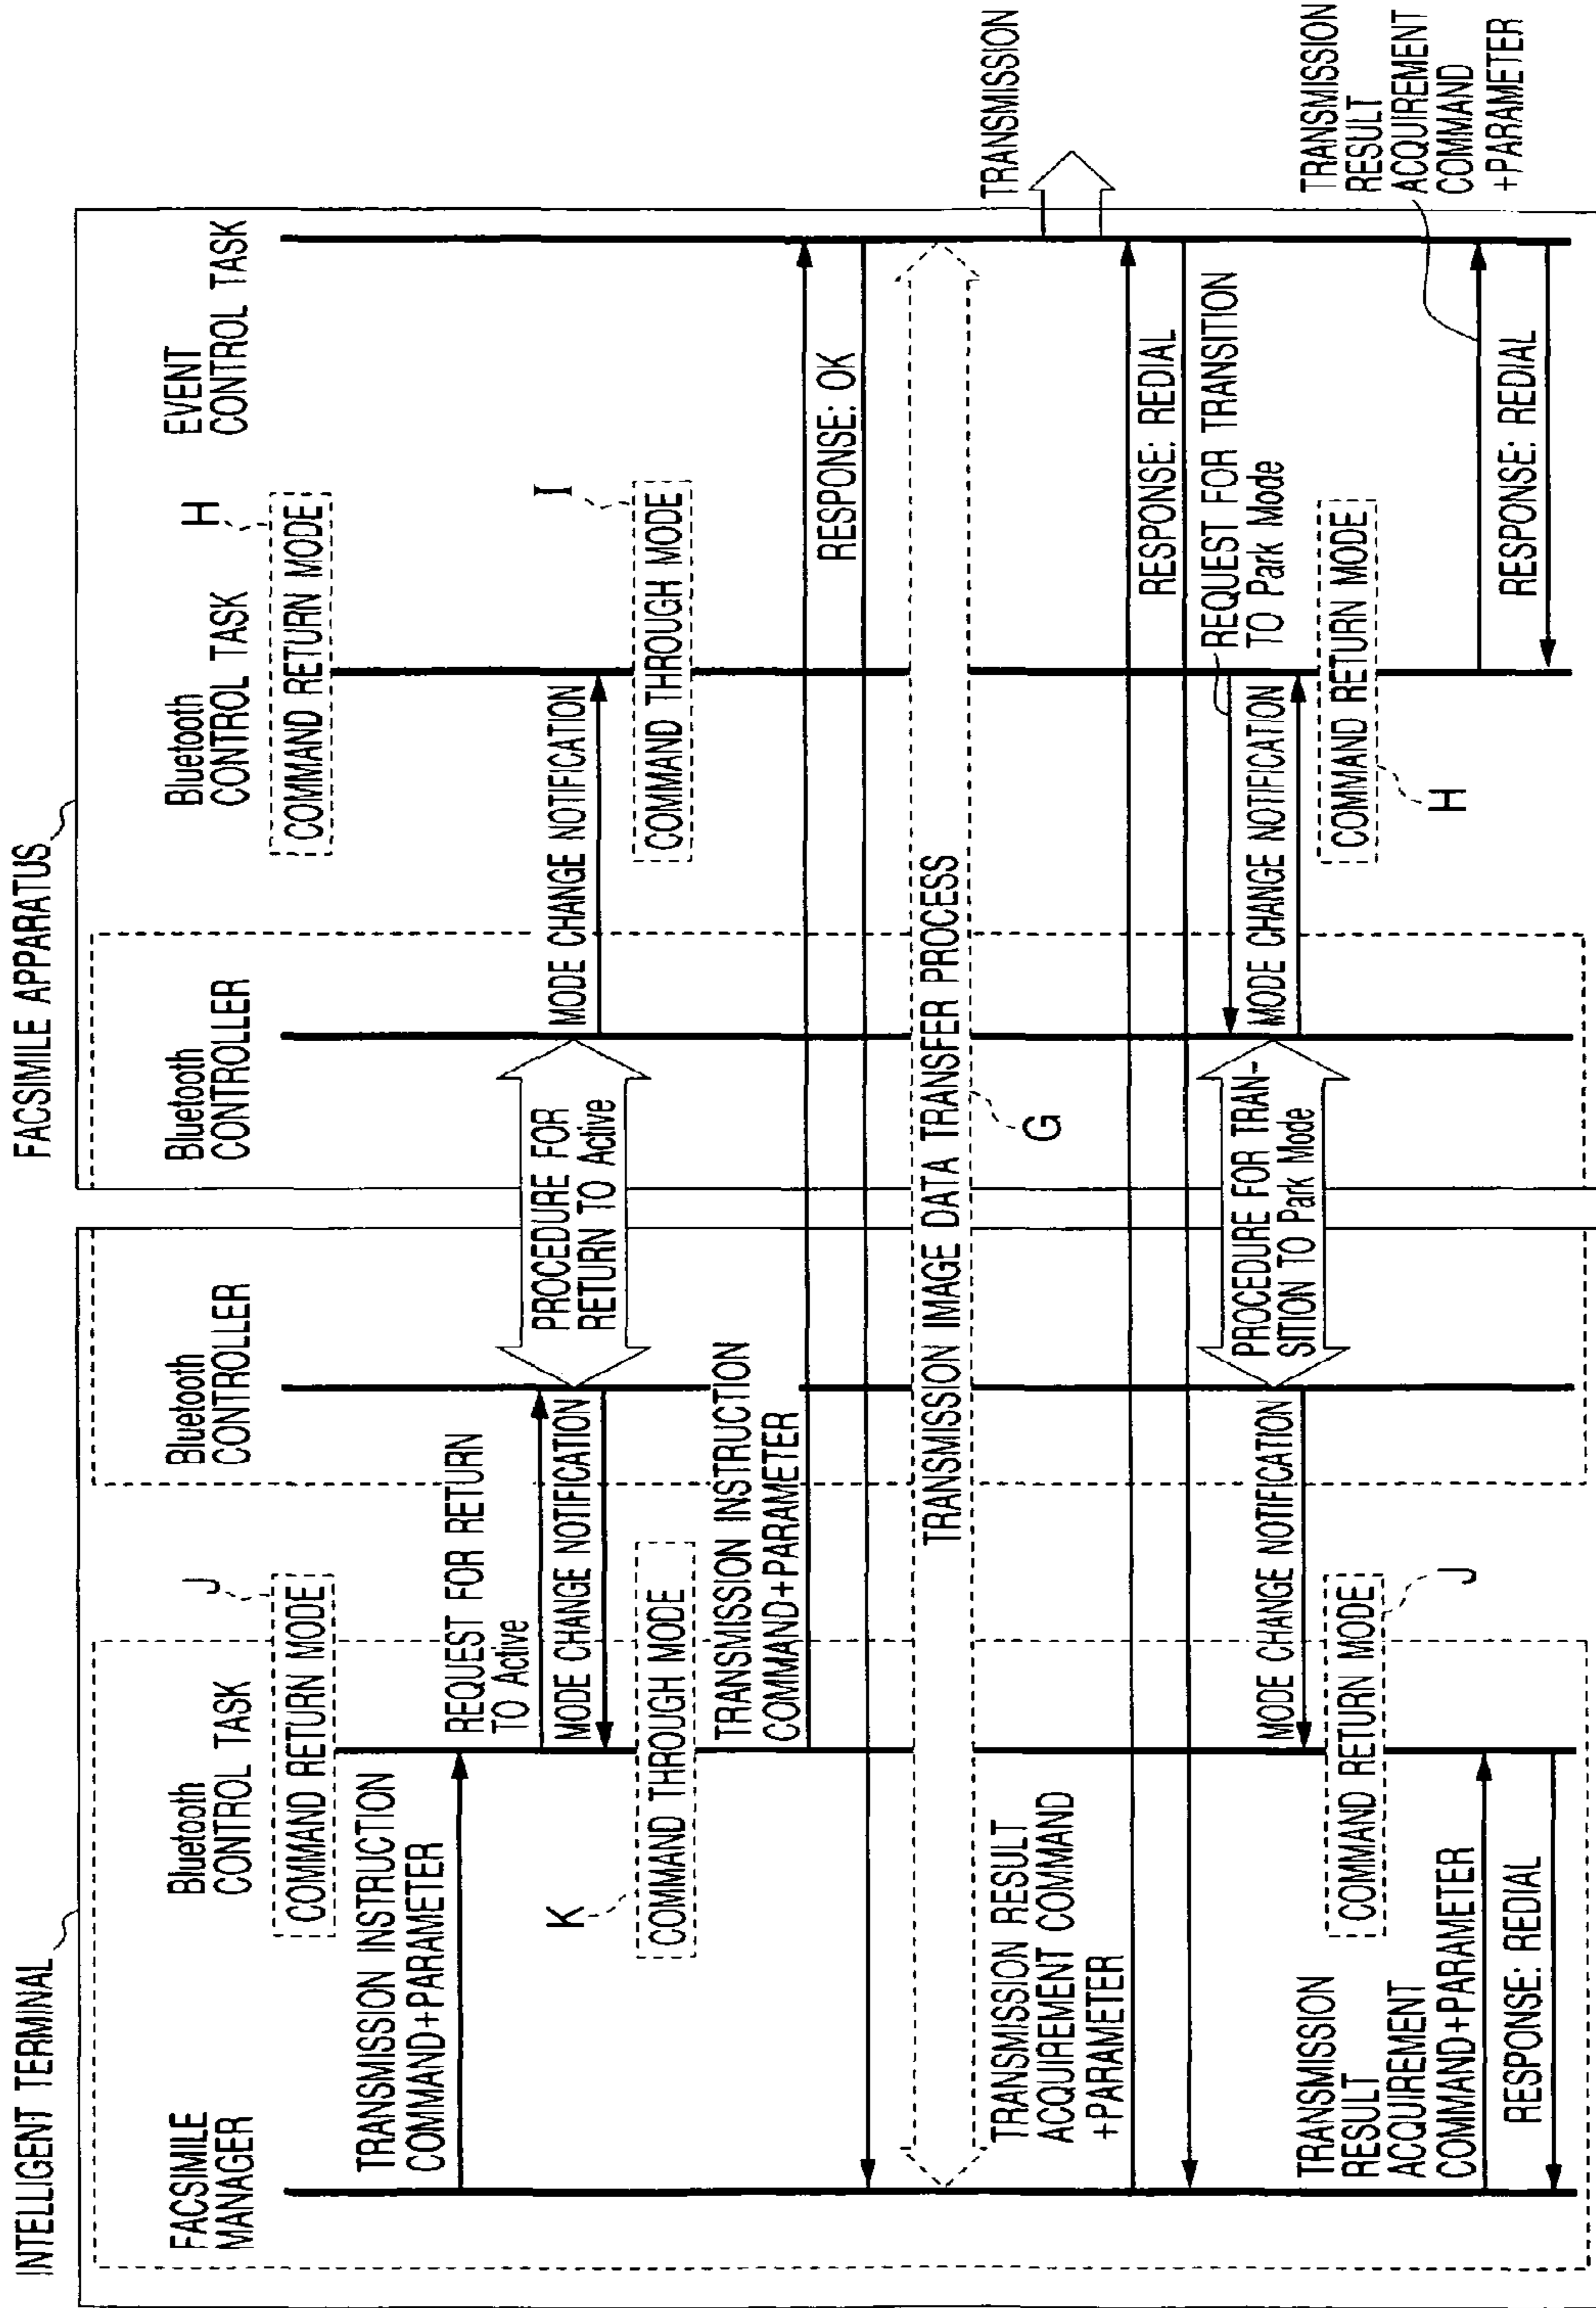 INTELLIGENT TERMINAL
FACSIMILE APPARATUS
FACSIMILE
MANAGER
Bluetooth
CONTROL TASK
Bluetooth
CONTROLLER
Bluetooth
CONTROLLER
Bluetooth
CONTROL TASK
EVENT
CONTROL TASK
J
COMMAND RETURN MODE
H
COMMAND RETURN MODE
TRANSMISSION INSTRUCTION
COMMAND+PARAMETER
REQUEST FOR RETURN
TO Active
MODE CHANGE NOTIFICATION
PROCEDURE FOR
RETURN TO Active
MODE CHANGE NOTIFICATION
K
COMMAND THROUGH MODE
I
COMMAND THROUGH MODE
TRANSMISSION INSTRUCTION
COMMAND+PARAMETER
RESPONSE: OK
TRANSMISSION IMAGE DATA TRANSFER PROCESS
G
TRANSMISSION
TRANSMISSION RESULT
ACQUIREMENT COMMAND
+PARAMETER
RESPONSE: REDIAL
REQUEST FOR TRANSITION
TO Park Mode
PROCEDURE FOR TRAN-
SITION TO Park Mode
MODE CHANGE NOTIFICATION
MODE CHANGE NOTIFICATION
COMMAND RETURN MODE
J
COMMAND RETURN MODE
H
TRANSMISSION
RESULT
ACQUIREMENT
COMMAND+PARAMETER
RESPONSE: REDIAL
TRANSMISSION
RESULT
ACQUIREMENT
COMMAND
+PARAMETER
RESPONSE: REDIAL